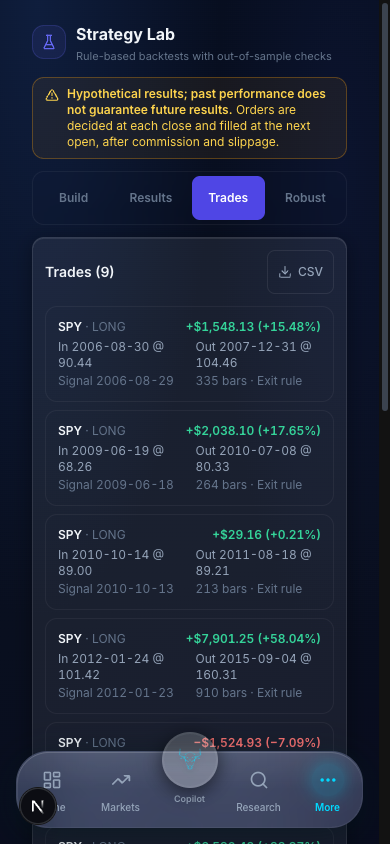 Strategy Lab
Rule-based backtests with out-of-sample checks
Hypothetical results; past performance does
not guarantee future results. Orders are
decided at each close and filled at the next
open, after commission and slippage.
Build
Results
Trades
Robust
Trades (9)
CSV
SPY · LONG
+$1,548.13 (+15.48%)
In 2006-08-30 @
90.44
Out 2007-12-31 @
104.46
Signal 2006-08-29
335 bars · Exit rule
SPY · LONG
+$2,038.10 (+17.65%)
In 2009-06-19 @
68.26
Out 2010-07-08 @
80.33
Signal 2009-06-18
264 bars · Exit rule
SPY · LONG
+$29.16 (+0.21%)
In 2010-10-14 @
89.00
Out 2011-08-18 @
89.21
Signal 2010-10-13
213 bars · Exit rule
SPY · LONG
+$7,901.25 (+58.04%)
In 2012-01-24 @
101.42
Out 2015-09-04 @
160.31
Signal 2012-01-23
910 bars · Exit rule
SPY · LONG
−$1,524.93 (−7.09%)
N
Markets
Copilot
Research
More